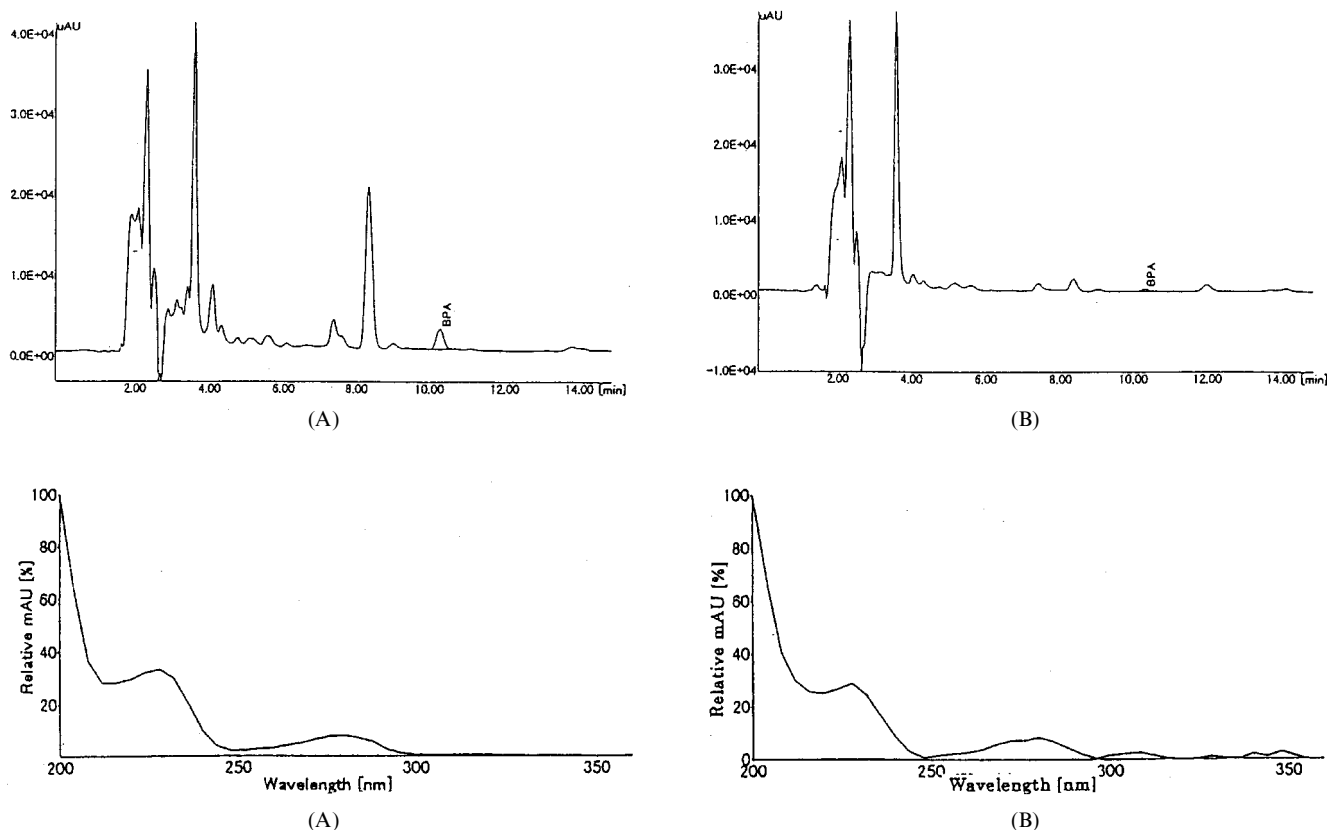 μAU
4.0E+04
3.0E+04
2.0E+04
1.0E+04
0.0E+00
BPA
2.00 4.00 6.00 8.00 10.00 12.00 14.00 [min]
(A)
μAU
3.0E+04
2.0E+04
1.0E+04
0.0E+00
-1.0E+04
BPA
2.00 4.00 6.00 8.00 10.00 12.00 14.00 [min]
(B)
Relative mAU [%]
100
80
60
40
20
200 250 300 350
Wavelength [nm]
(A)
Relative mAU [%]
100
80
60
40
20
0
200 250 300 350
Wavelength [nm]
(B)